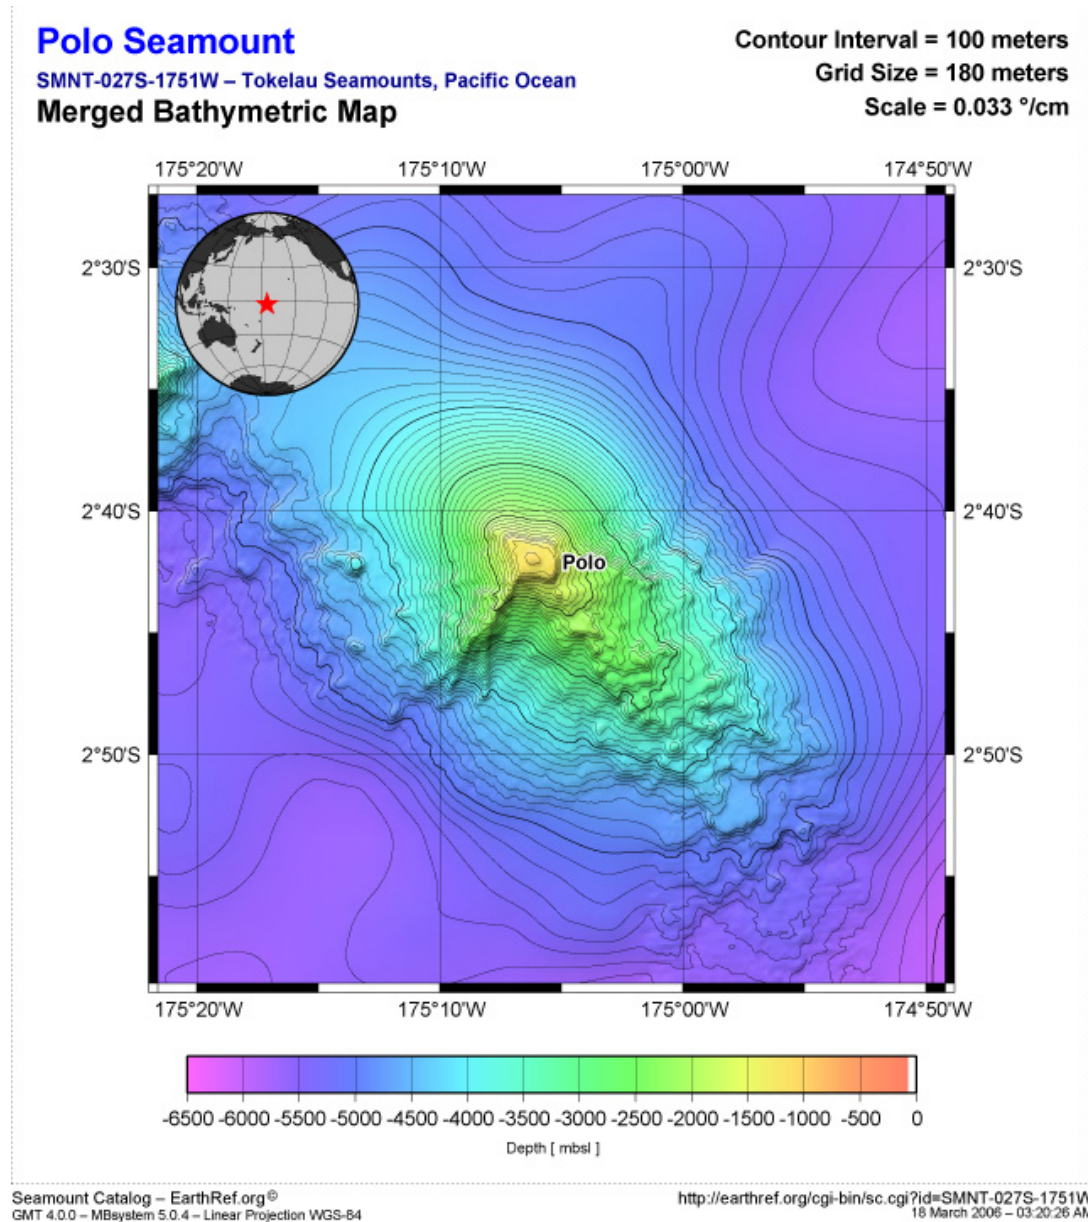 Polo Seamount
SMNT-027S-1751W – Tokelau Seamounts, Pacific Ocean
Merged Bathymetric Map
Contour Interval = 100 meters
Grid Size = 180 meters
Scale = 0.033 °/cm
175°20'W 175°10'W 175°00'W 174°50'W
2°30'S 2°30'S
2°40'S 2°40'S
Polo
2°50'S 2°50'S
175°20'W 175°10'W 175°00'W 174°50'W
-6500 -6000 -5500 -5000 -4500 -4000 -3500 -3000 -2500 -2000 -1500 -1000 -500 0
Depth [ mbsl ]
Seamount Catalog – EarthRef.org©
GMT 4.0.0 – MBsystem 5.0.4 – Linear Projection WGS-84
http://earthref.org/cgi-bin/sc.cgi?id=SMNT-027S-1751W
18 March 2006 – 03:20:26 AM